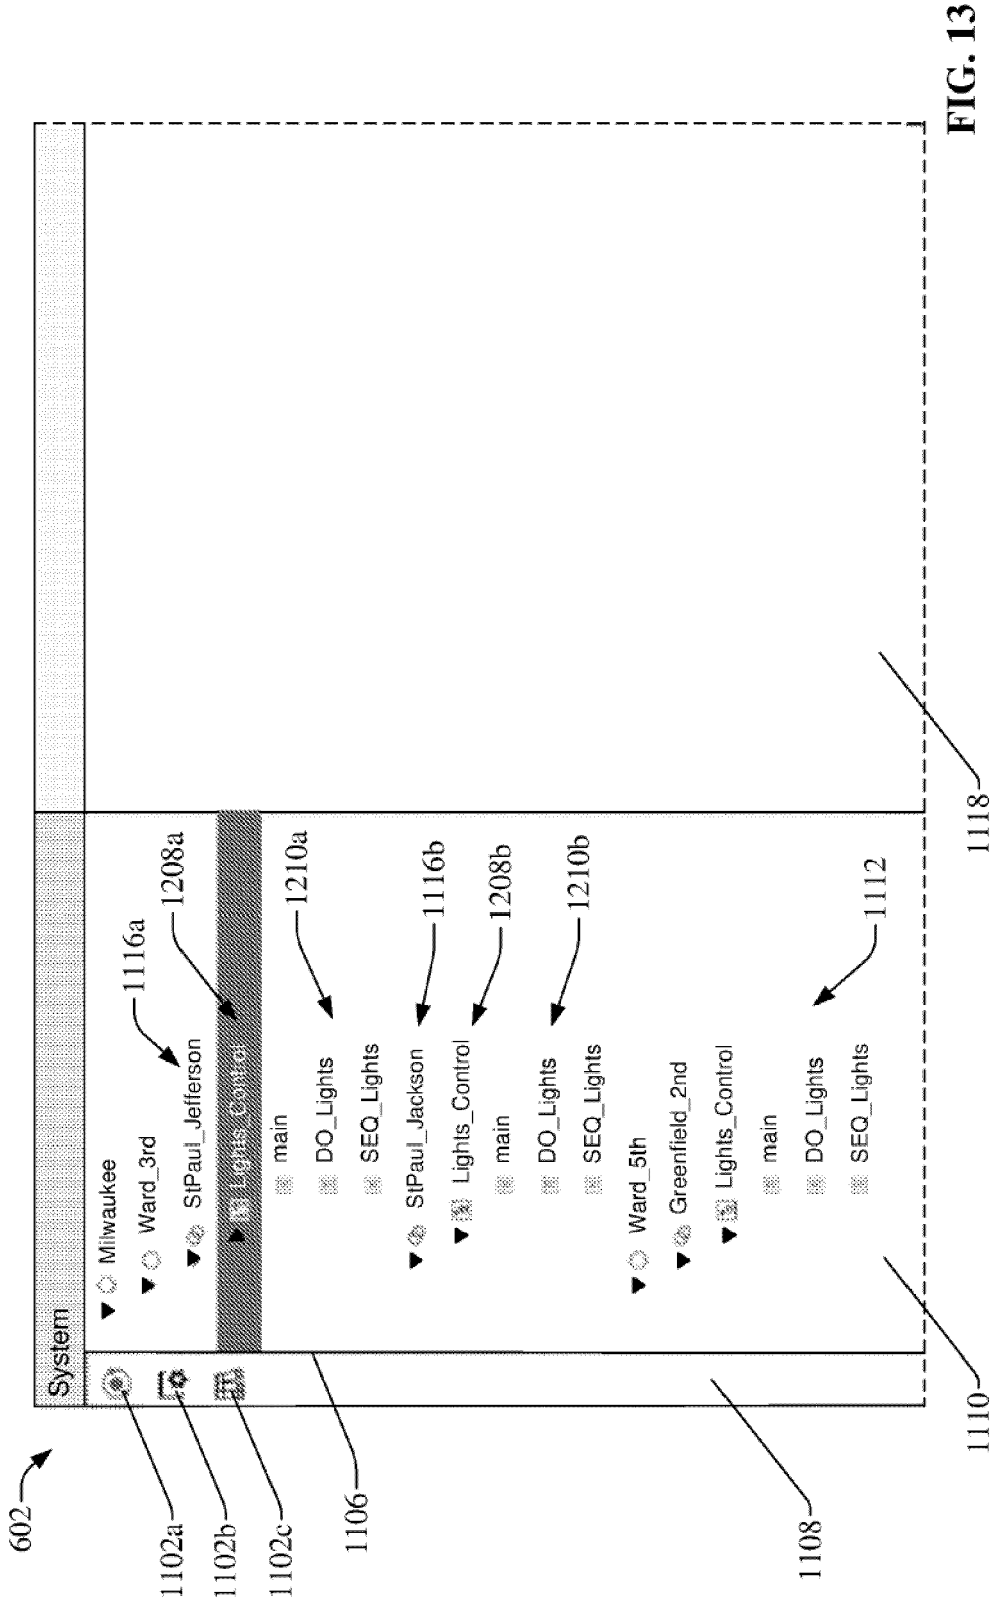 602
System
1102a
1102b
1102c
1106
1108
1110
Milwaukee
Ward_3rd
StPaul_Jefferson
Lights_Control
main
DO_Lights
SEQ_Lights
StPaul_Jackson
Lights_Control
main
DO_Lights
SEQ_Lights
Ward_5th
Greenfield_2nd
Lights_Control
main
DO_Lights
SEQ_Lights
1116a
1208a
1210a
1116b
1208b
1210b
1112
1118
FIG. 13